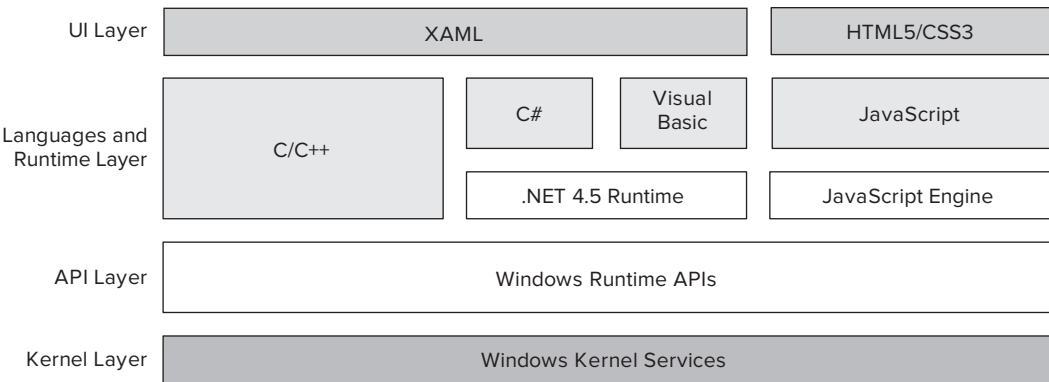 UI Layer
XAML
HTML5/CSS3
Languages and
Runtime Layer
C/C++
C#
Visual
Basic
JavaScript
.NET 4.5 Runtime
JavaScript Engine
API Layer
Windows Runtime APIs
Kernel Layer
Windows Kernel Services